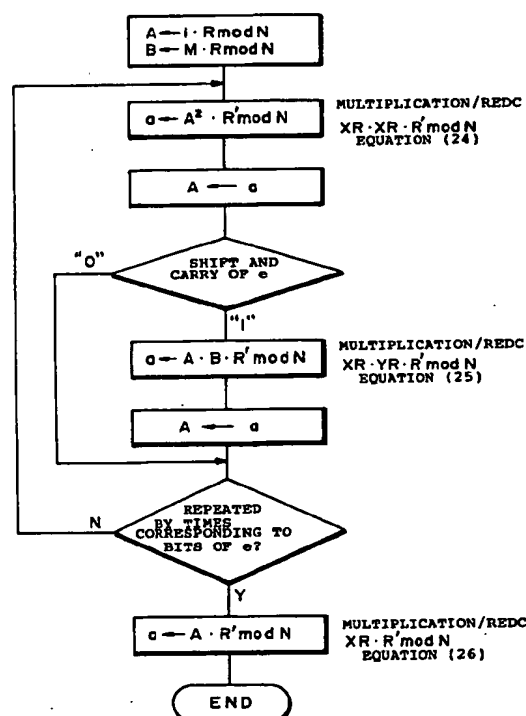 A ← 1 · R mod N
B ← M · R mod N
a ← A² · R' mod N
MULTIPLICATION/REDC
XR · XR · R' mod N
EQUATION (24)
A ← a
"0"
SHIFT AND
CARRY OF e
"1"
a ← A · B · R' mod N
MULTIPLICATION/REDC
XR · YR · R' mod N
EQUATION (25)
A ← a
N
REPEATED
BY TIMES
CORRESPONDING TO
BITS OF e?
Y
a ← A · R' mod N
MULTIPLICATION/REDC
XR · R' mod N
EQUATION (26)
END